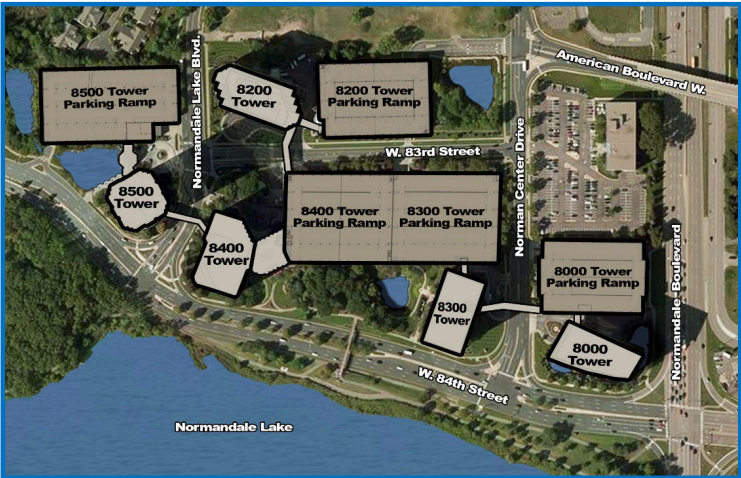 American Boulevard W.
Normandale Lake Blvd.
8500 Tower
Parking Ramp
8200
Tower
8200 Tower
Parking Ramp
W. 83rd Street
Norman Center Drive
8500
Tower
8400 Tower
Parking Ramp
8300 Tower
Parking Ramp
8400
Tower
8300
Tower
8000 Tower
Parking Ramp
Normandale Boulevard
8000
Tower
W. 84th Street
Normandale Lake